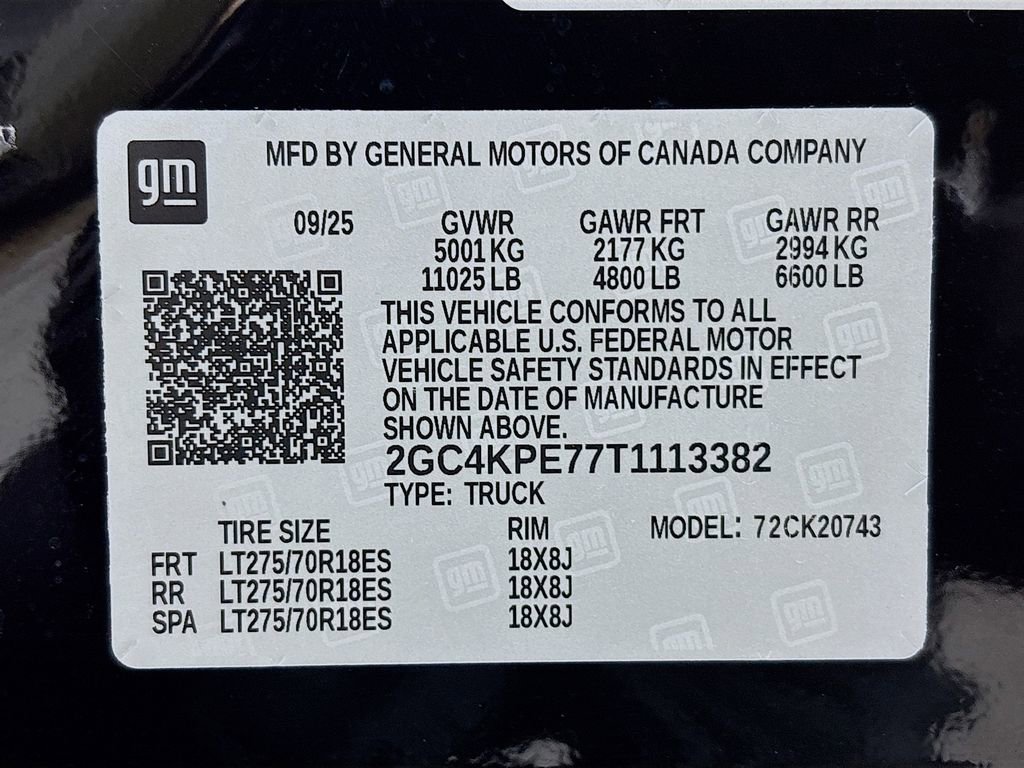 gm
MFD BY GENERAL MOTORS OF CANADA COMPANY
09/25 GVWR GAWR FRT GAWR RR
5001 KG 2177 KG 2994 KG
11025 LB 4800 LB 6600 LB
THIS VEHICLE CONFORMS TO ALL
APPLICABLE U.S. FEDERAL MOTOR
VEHICLE SAFETY STANDARDS IN EFFECT
ON THE DATE OF MANUFACTURE
SHOWN ABOVE.
2GC4KPE77T1113382
TYPE: TRUCK
TIRE SIZE RIM MODEL: 72CK20743
FRT LT275/70R18ES 18X8J
RR LT275/70R18ES 18X8J
SPA LT275/70R18ES 18X8J